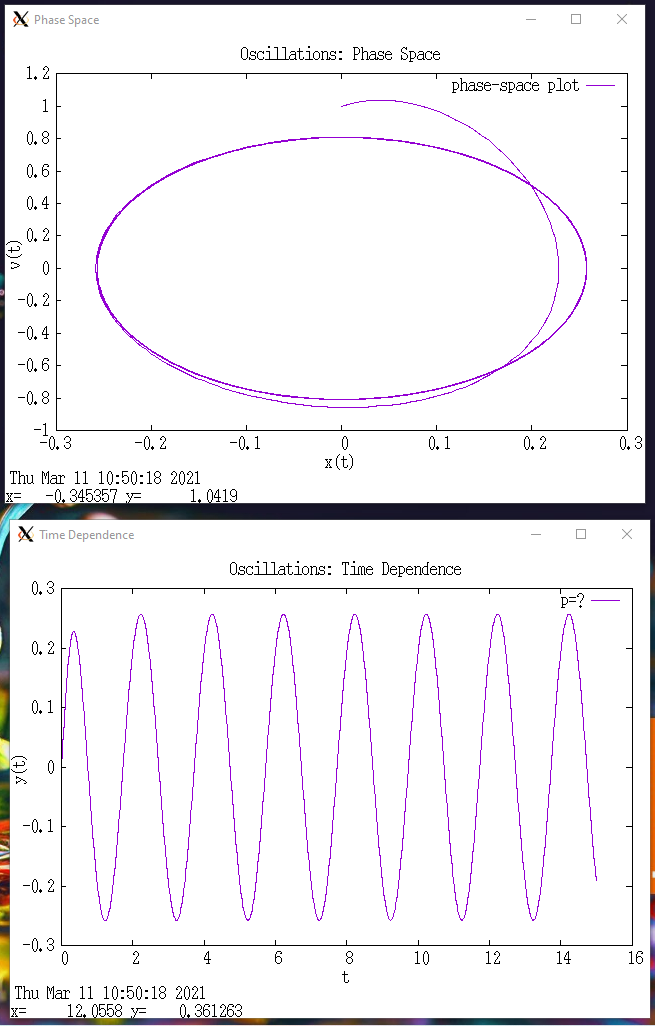 Phase Space
Oscillations: Phase Space
phase-space plot
1.2
1
0.8
0.6
0.4
0.2
0
-0.2
-0.4
-0.6
-0.8
-1
v(t)
-0.3 -0.2 -0.1 0 0.1 0.2 0.3
x(t)
Thu Mar 11 10:50:18 2021
x= -0.345357 y= 1.0419
Time Dependence
Oscillations: Time Dependence
p=?
0.3
0.2
0.1
0
-0.1
-0.2
-0.3
y(t)
0 2 4 6 8 10 12 14 16
t
Thu Mar 11 10:50:18 2021
x= 12.0558 y= 0.361263